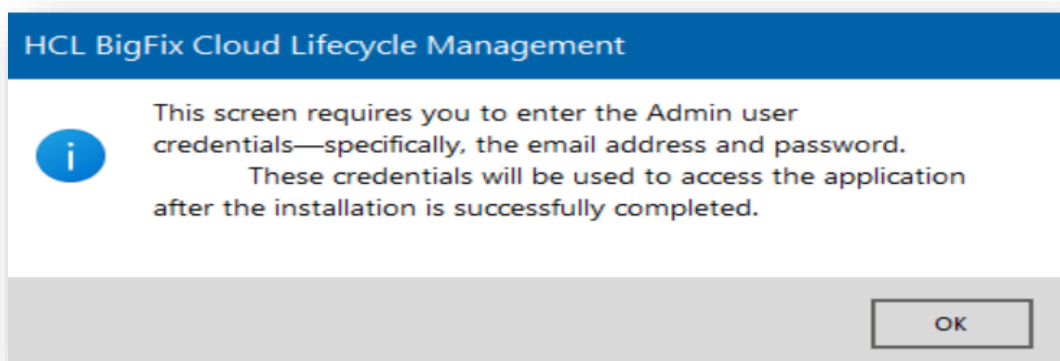 HCL BigFix Cloud Lifecycle Management
This screen requires you to enter the Admin user
credentials—specifically, the email address and password.
These credentials will be used to access the application
after the installation is successfully completed.
OK